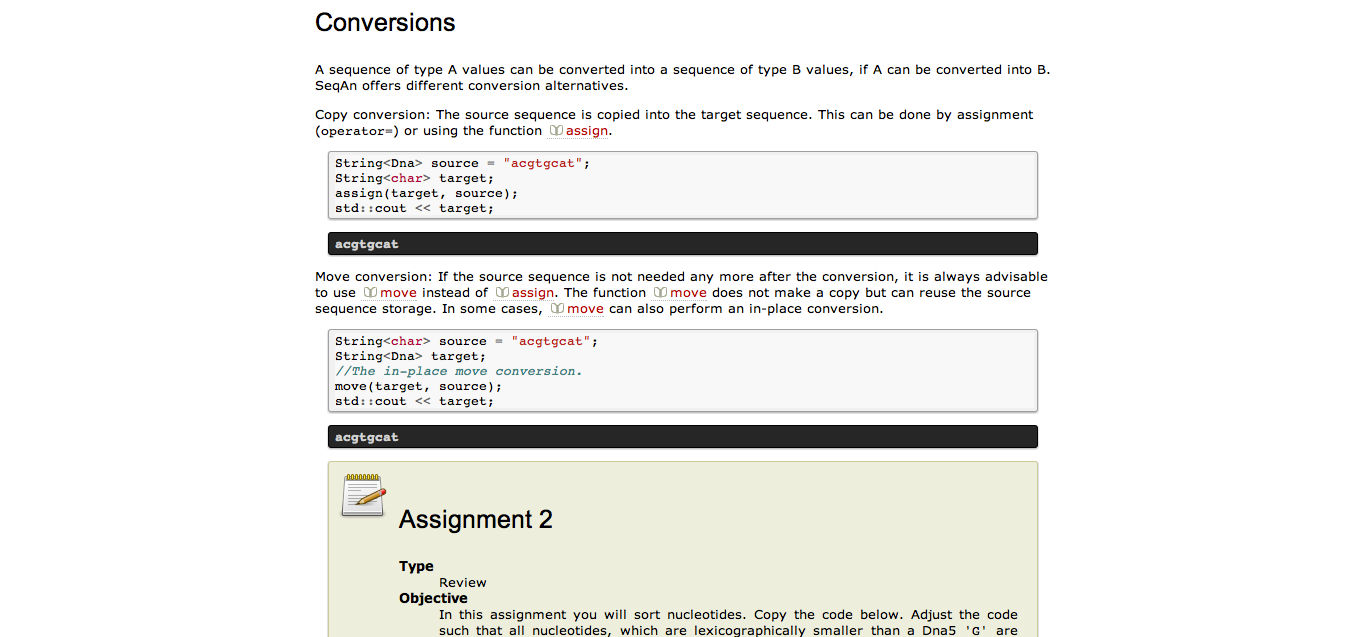 Conversions
A sequence of type A values can be converted into a sequence of type B values, if A can be converted into B.
SeqAn offers different conversion alternatives.
Copy conversion: The source sequence is copied into the target sequence. This can be done by assignment
(operator=) or using the function assign.
String<Dna> source = "acgtgcat";
String<char> target;
assign(target, source);
std::cout << target;
acgtgcat
Move conversion: If the source sequence is not needed any more after the conversion, it is always advisable
to use move instead of assign. The function move does not make a copy but can reuse the source
sequence storage. In some cases, move can also perform an in-place conversion.
String<char> source = "acgtgcat";
String<Dna> target;
//The in-place move conversion.
move(target, source);
std::cout << target;
acgtgcat
Assignment 2
Type
Review
Objective
In this assignment you will sort nucleotides. Copy the code below. Adjust the code
such that all nucleotides, which are lexicographically smaller than a Dna5 'G' are